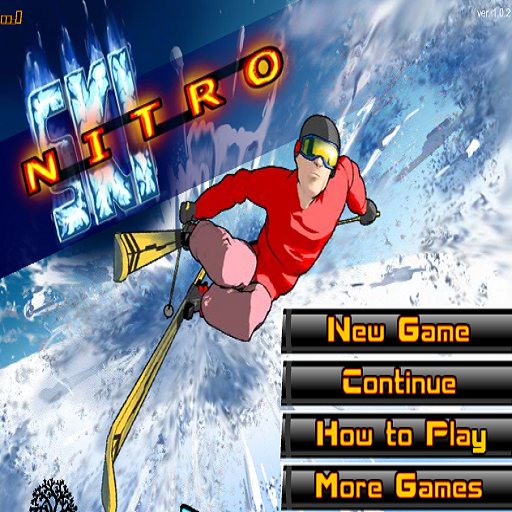 ver 1.0.2
SKI
NITRO
New Game
Continue
How to Play
More Games